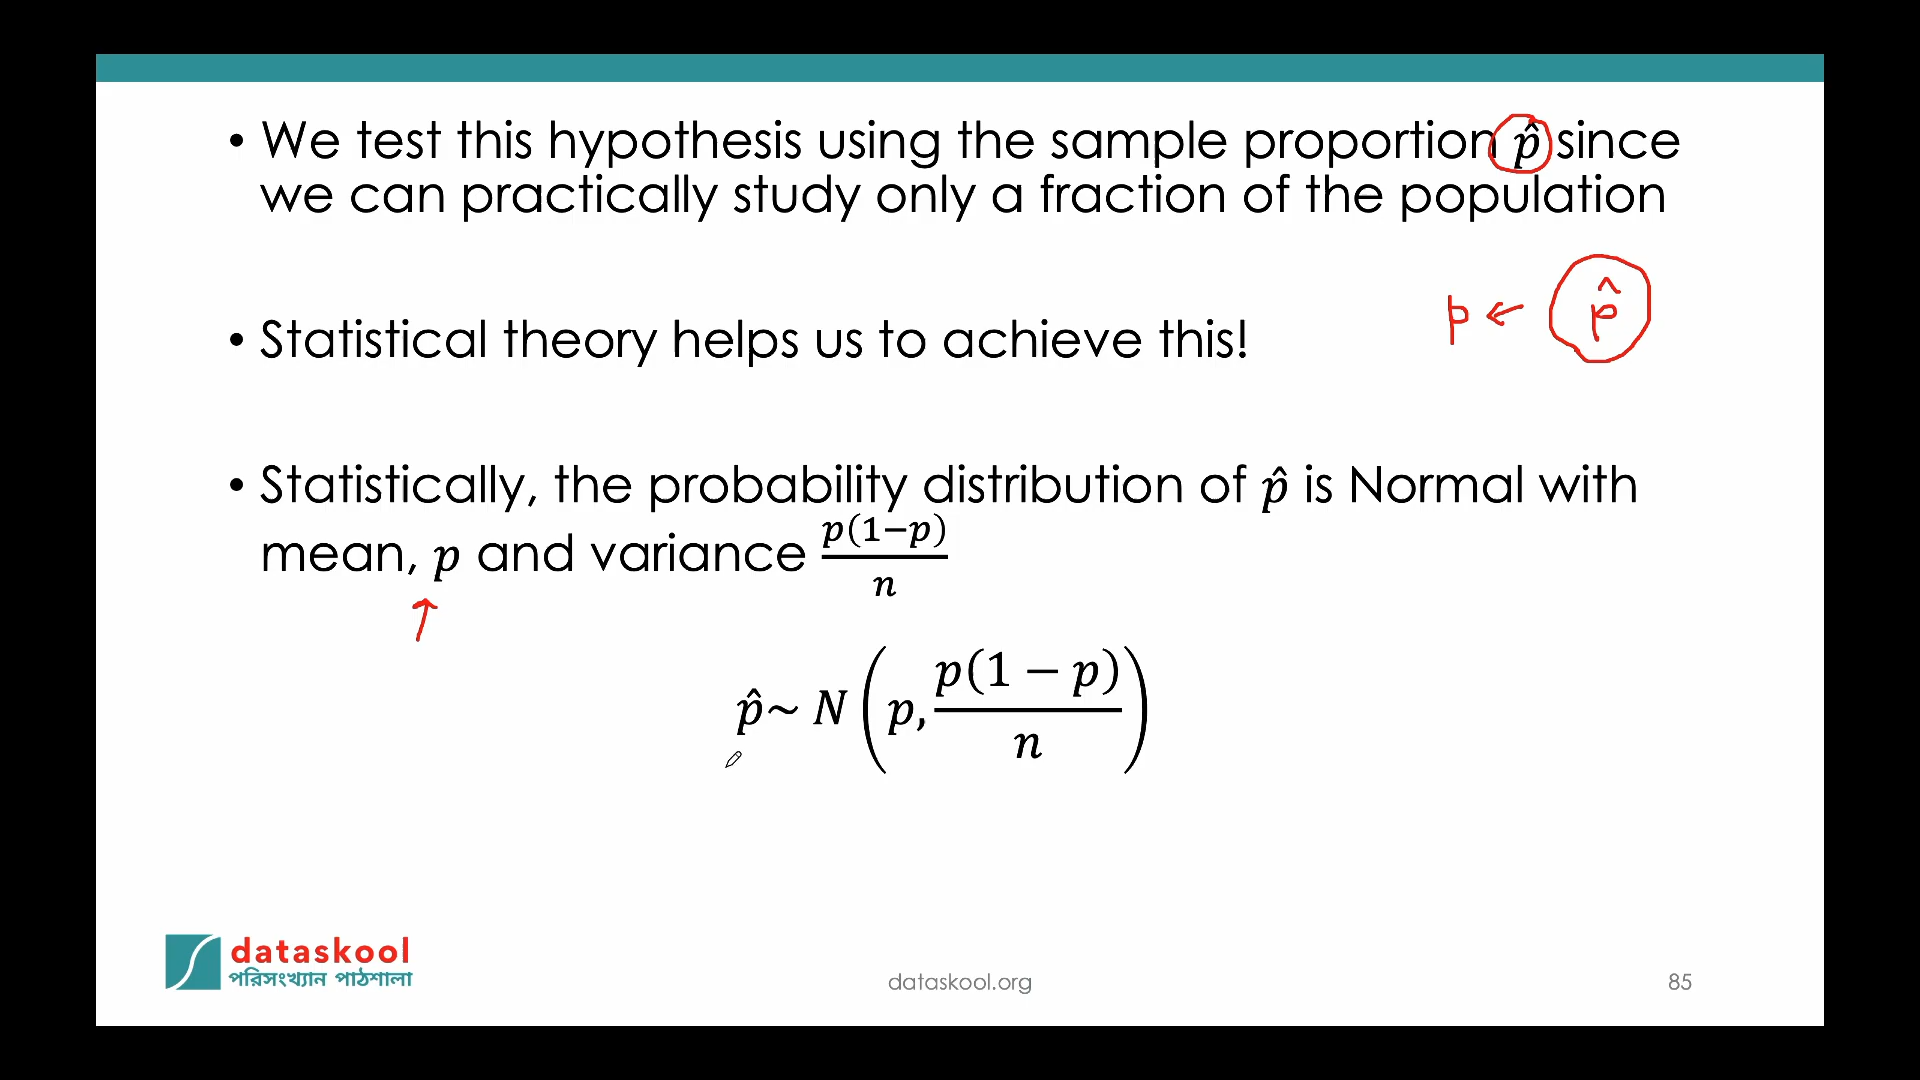 • We test this hypothesis using the sample proportion p̂ since
we can practically study only a fraction of the population
p ← p̂
• Statistical theory helps us to achieve this!
• Statistically, the probability distribution of p̂ is Normal with
mean, p and variance p(1−p)/n
↑
p̂~ N(p, p(1 − p)/n)
dataskool
পরিসংখ্যান পাঠশালা
dataskool.org
85